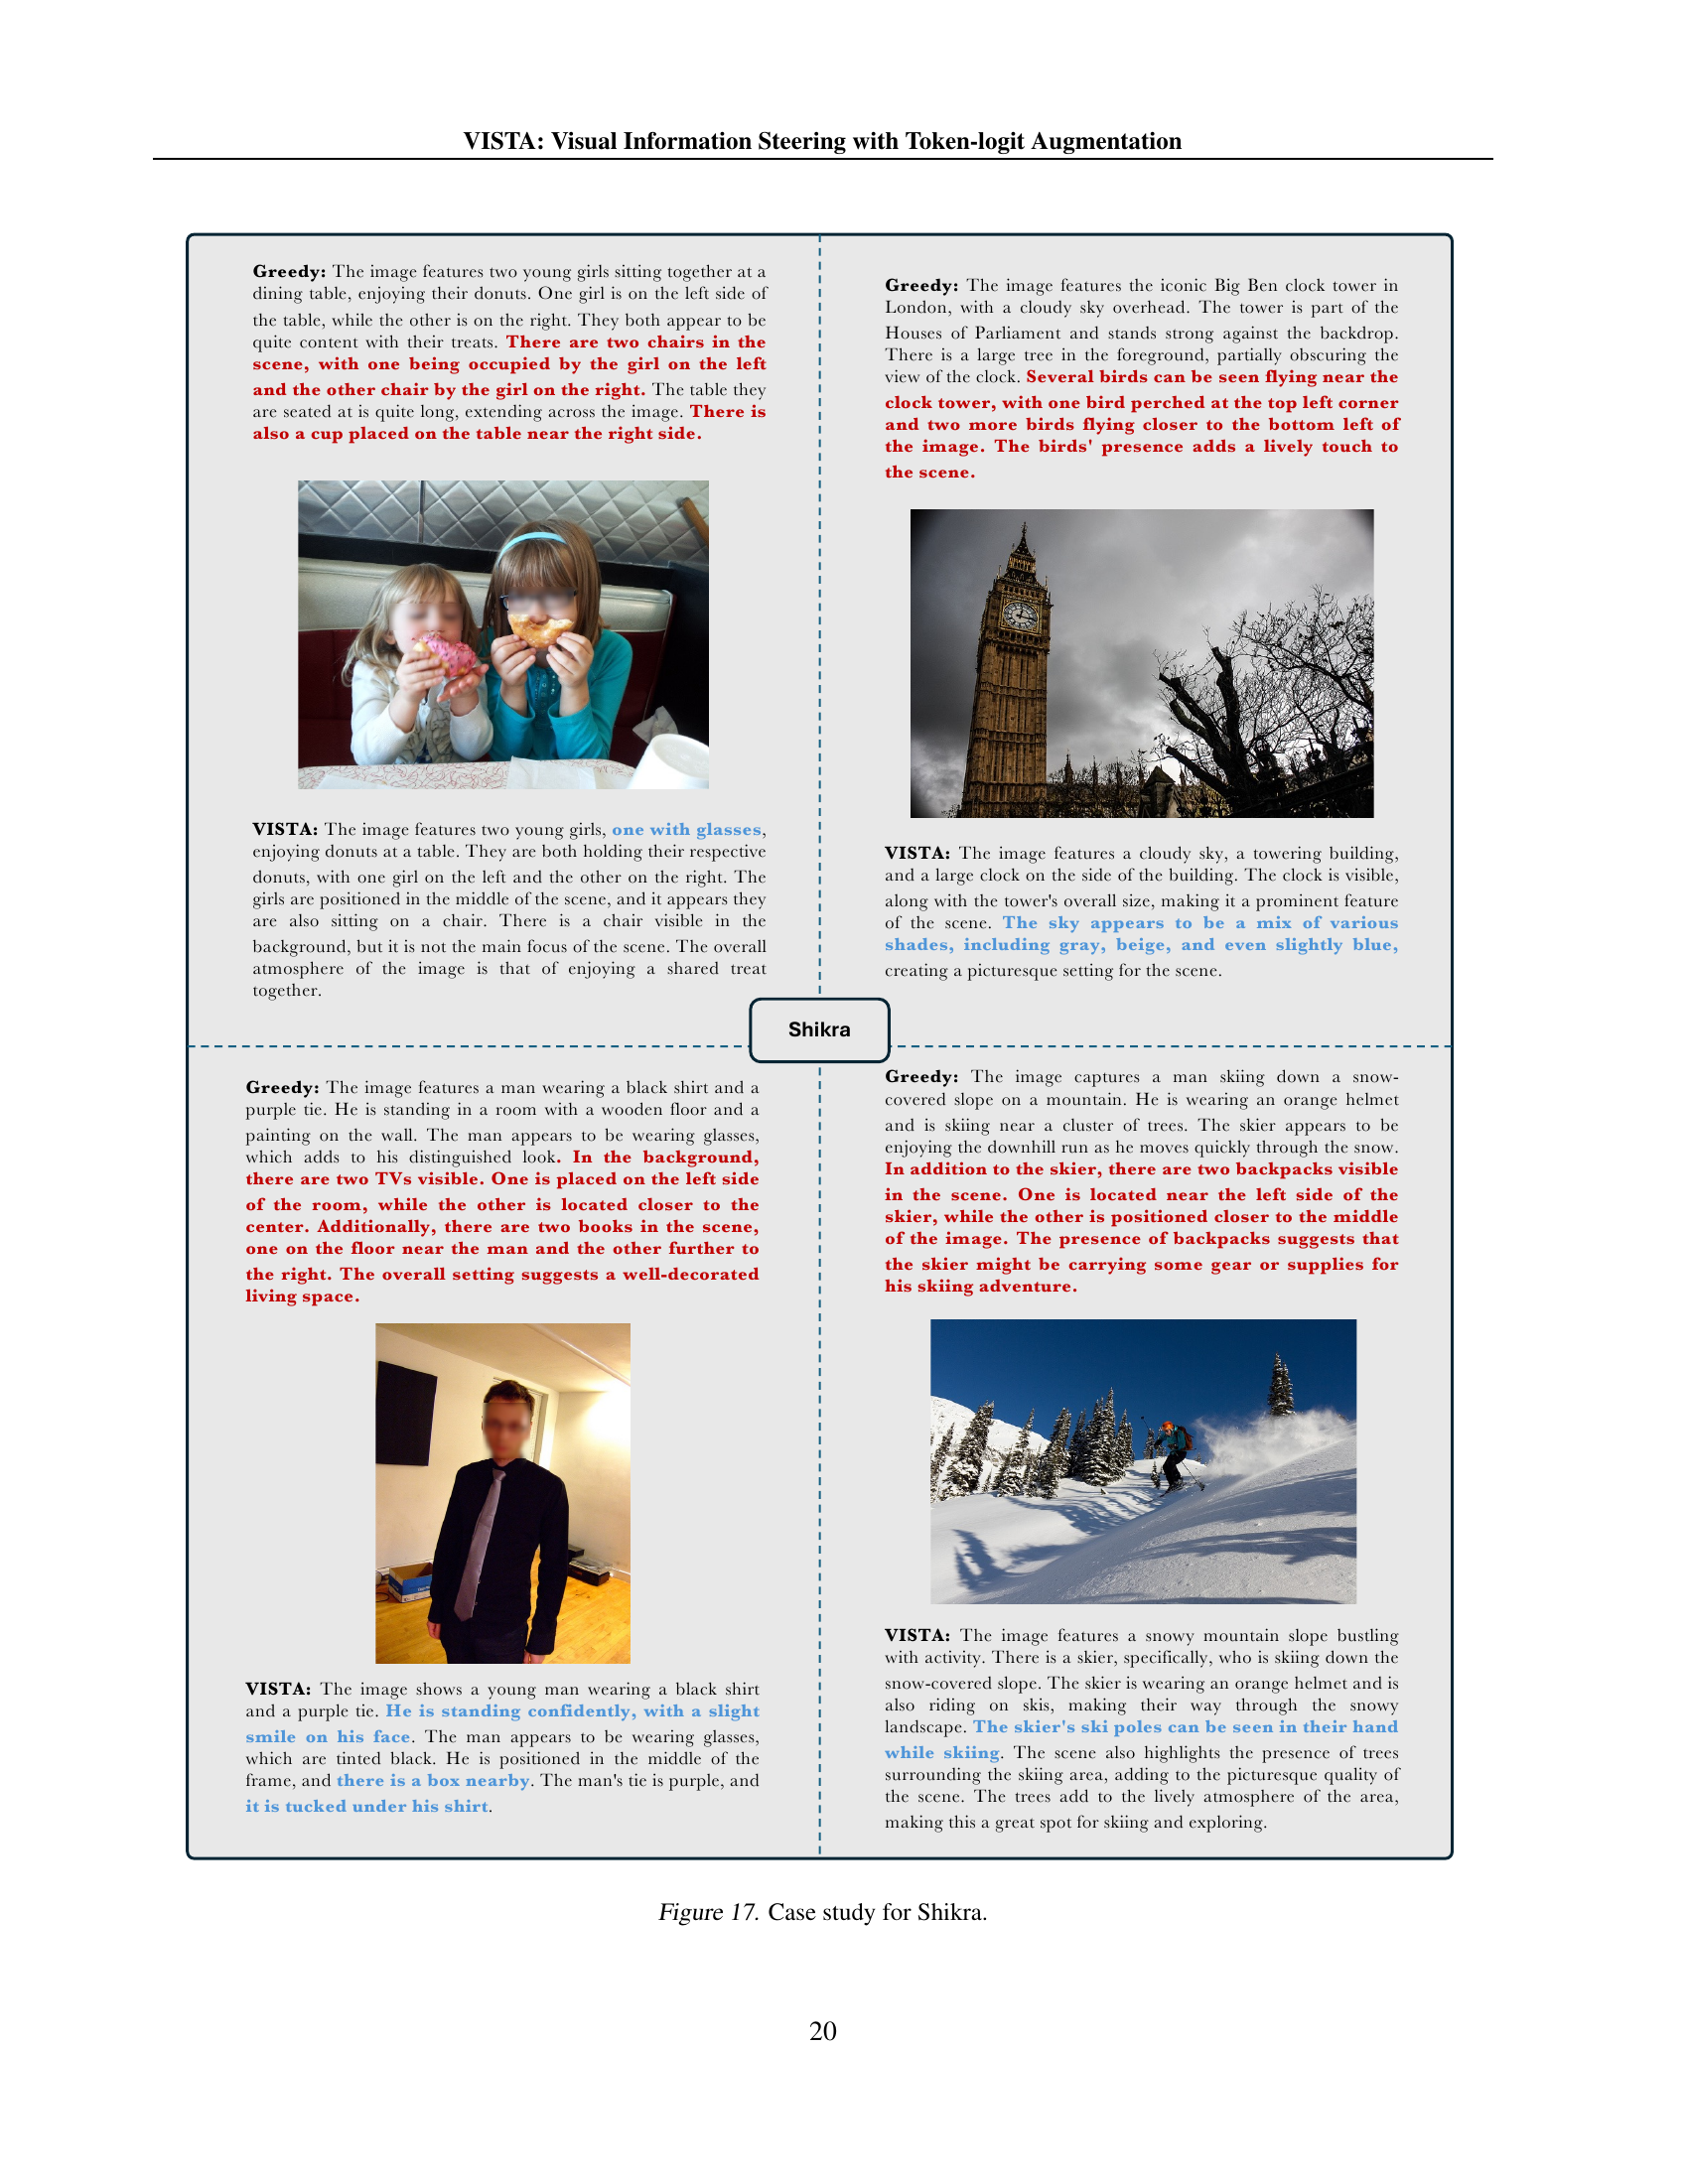 VISTA: Visual Information Steering with Token-logit Augmentation
Greedy: The image features two young girls sitting together at a
dining table, enjoying their donuts. One girl is on the left side of
the table, while the other is on the right. They both appear to be
quite content with their treats. There are two chairs in the
scene, with one being occupied by the girl on the left
and the other chair by the girl on the right. The table they
are seated at is quite long, extending across the image. There is
also a cup placed on the table near the right side.
VISTA: The image features two young girls, one with glasses,
enjoying donuts at a table. They are both holding their respective
donuts, with one girl on the left and the other on the right. The
girls are positioned in the middle of the scene, and it appears they
are also sitting on a chair. There is a chair visible in the
background, but it is not the main focus of the scene. The overall
atmosphere of the image is that of enjoying a shared treat
together.
Greedy: The image features the iconic Big Ben clock tower in
London, with a cloudy sky overhead. The tower is part of the
Houses of Parliament and stands strong against the backdrop.
There is a large tree in the foreground, partially obscuring the
view of the clock. Several birds can be seen flying near the
clock tower, with one bird perched at the top left corner
and two more birds flying closer to the bottom left of
the image. The birds' presence adds a lively touch to
the scene.
VISTA: The image features a cloudy sky, a towering building,
and a large clock on the side of the building. The clock is visible,
along with the tower's overall size, making it a prominent feature
of the scene. The sky appears to be a mix of various
shades, including gray, beige, and even slightly blue,
creating a picturesque setting for the scene.
Shikra
Greedy: The image features a man wearing a black shirt and a
purple tie. He is standing in a room with a wooden floor and a
painting on the wall. The man appears to be wearing glasses,
which adds to his distinguished look. In the background,
there are two TVs visible. One is placed on the left side
of the room, while the other is located closer to the
center. Additionally, there are two books in the scene,
one on the floor near the man and the other further to
the right. The overall setting suggests a well-decorated
living space.
VISTA: The image shows a young man wearing a black shirt
and a purple tie. He is standing confidently, with a slight
smile on his face. The man appears to be wearing glasses,
which are tinted black. He is positioned in the middle of the
frame, and there is a box nearby. The man's tie is purple, and
it is tucked under his shirt.
Greedy: The image captures a man skiing down a snow-
covered slope on a mountain. He is wearing an orange helmet
and is skiing near a cluster of trees. The skier appears to be
enjoying the downhill run as he moves quickly through the snow.
In addition to the skier, there are two backpacks visible
in the scene. One is located near the left side of the
skier, while the other is positioned closer to the middle
of the image. The presence of backpacks suggests that
the skier might be carrying some gear or supplies for
his skiing adventure.
VISTA: The image features a snowy mountain slope bustling
with activity. There is a skier, specifically, who is skiing down the
snow-covered slope. The skier is wearing an orange helmet and is
also riding on skis, making their way through the snowy
landscape. The skier's ski poles can be seen in their hand
while skiing. The scene also highlights the presence of trees
surrounding the skiing area, adding to the picturesque quality of
the scene. The trees add to the lively atmosphere of the area,
making this a great spot for skiing and exploring.
Figure 17. Case study for Shikra.
20